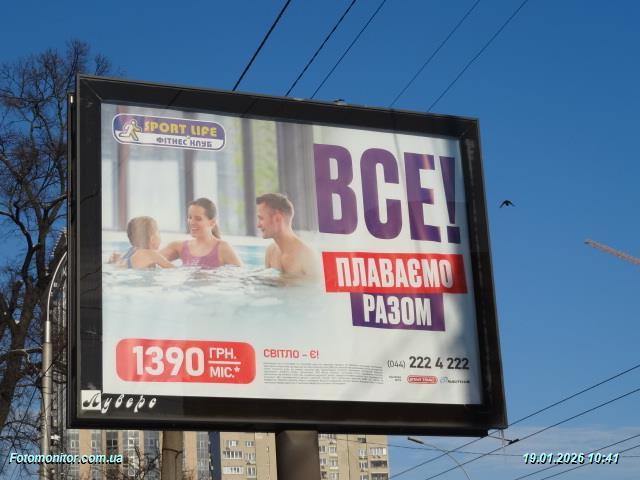 SPORT LIFE
ФІТНЕС КЛУБ
ВСЕ!
ПЛАВАЄМО
РАЗОМ
1390 ГРН.
МІС.*
СВІТЛО – Є!
(044) 222 4 222
Луверс
Fotomonitor.com.ua
19.01.2026 10:41